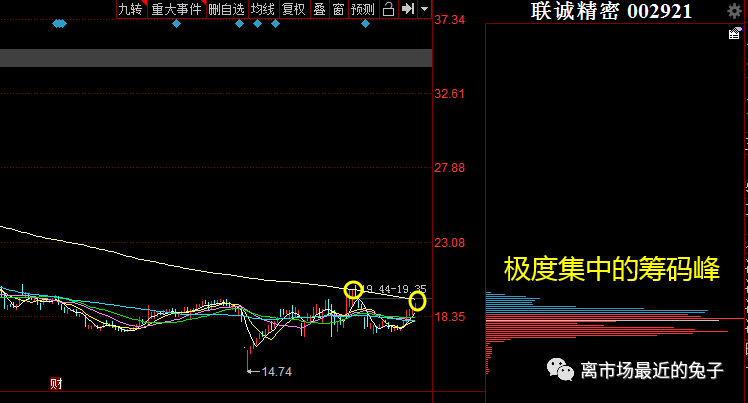 九转 重大事件 删自选 均线 复权 叠 窗 预测
联诚精密 002921
37.34
32.61
27.88
23.08
18.35
19.44-19.35
14.74
财
极度集中的筹码峰
离市场最近的兔子